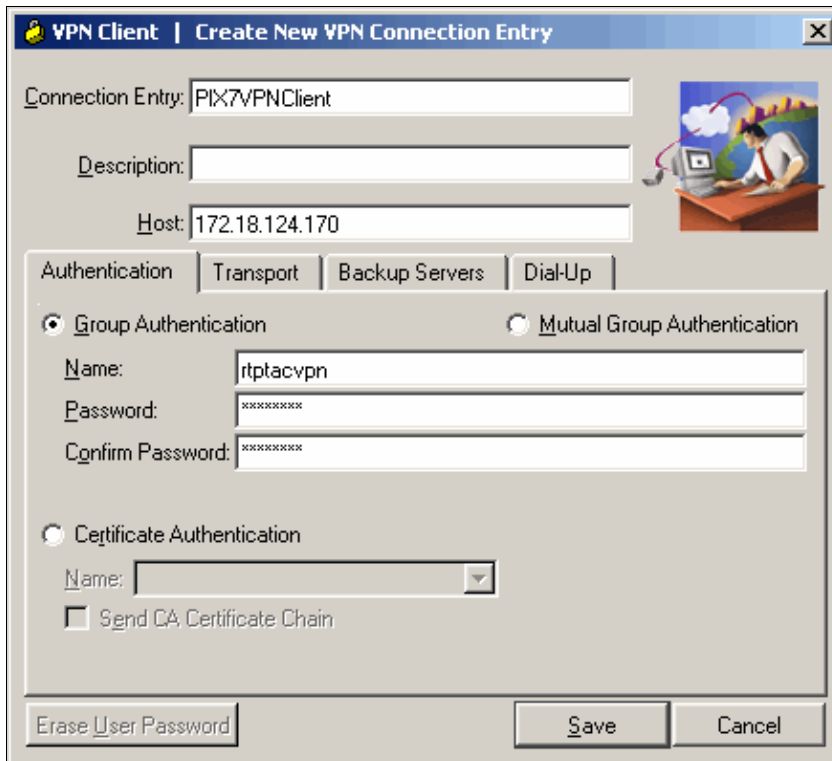 VPN Client | Create New VPN Connection Entry
Connection Entry: PIX7VPNClient
Description:
Host: 172.18.124.170
Authentication Transport Backup Servers Dial-Up
Group Authentication Mutual Group Authentication
Name: rtptacvpn
Password: ********
Confirm Password: ********
Certificate Authentication
Name:
Send CA Certificate Chain
Erase User Password Save Cancel